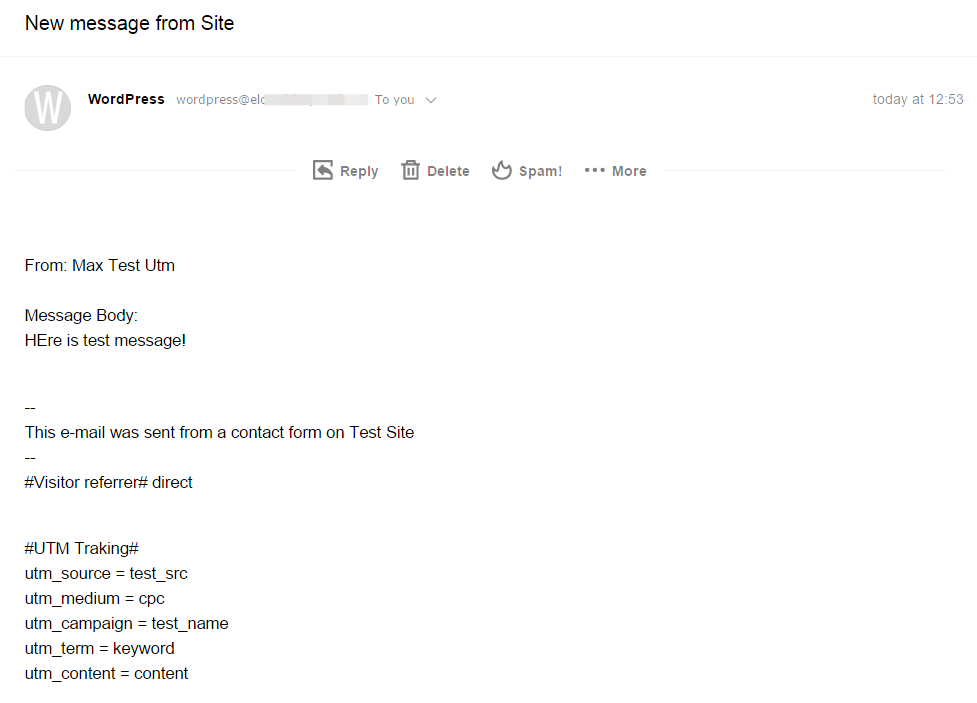 New message from Site
W
WordPress wordpress@elc To you
today at 12:53
Reply Delete Spam! More
From: Max Test Utm
Message Body:
HEre is test message!
--
This e-mail was sent from a contact form on Test Site
--
#Visitor referrer# direct
#UTM Traking#
utm_source = test_src
utm_medium = cpc
utm_campaign = test_name
utm_term = keyword
utm_content = content